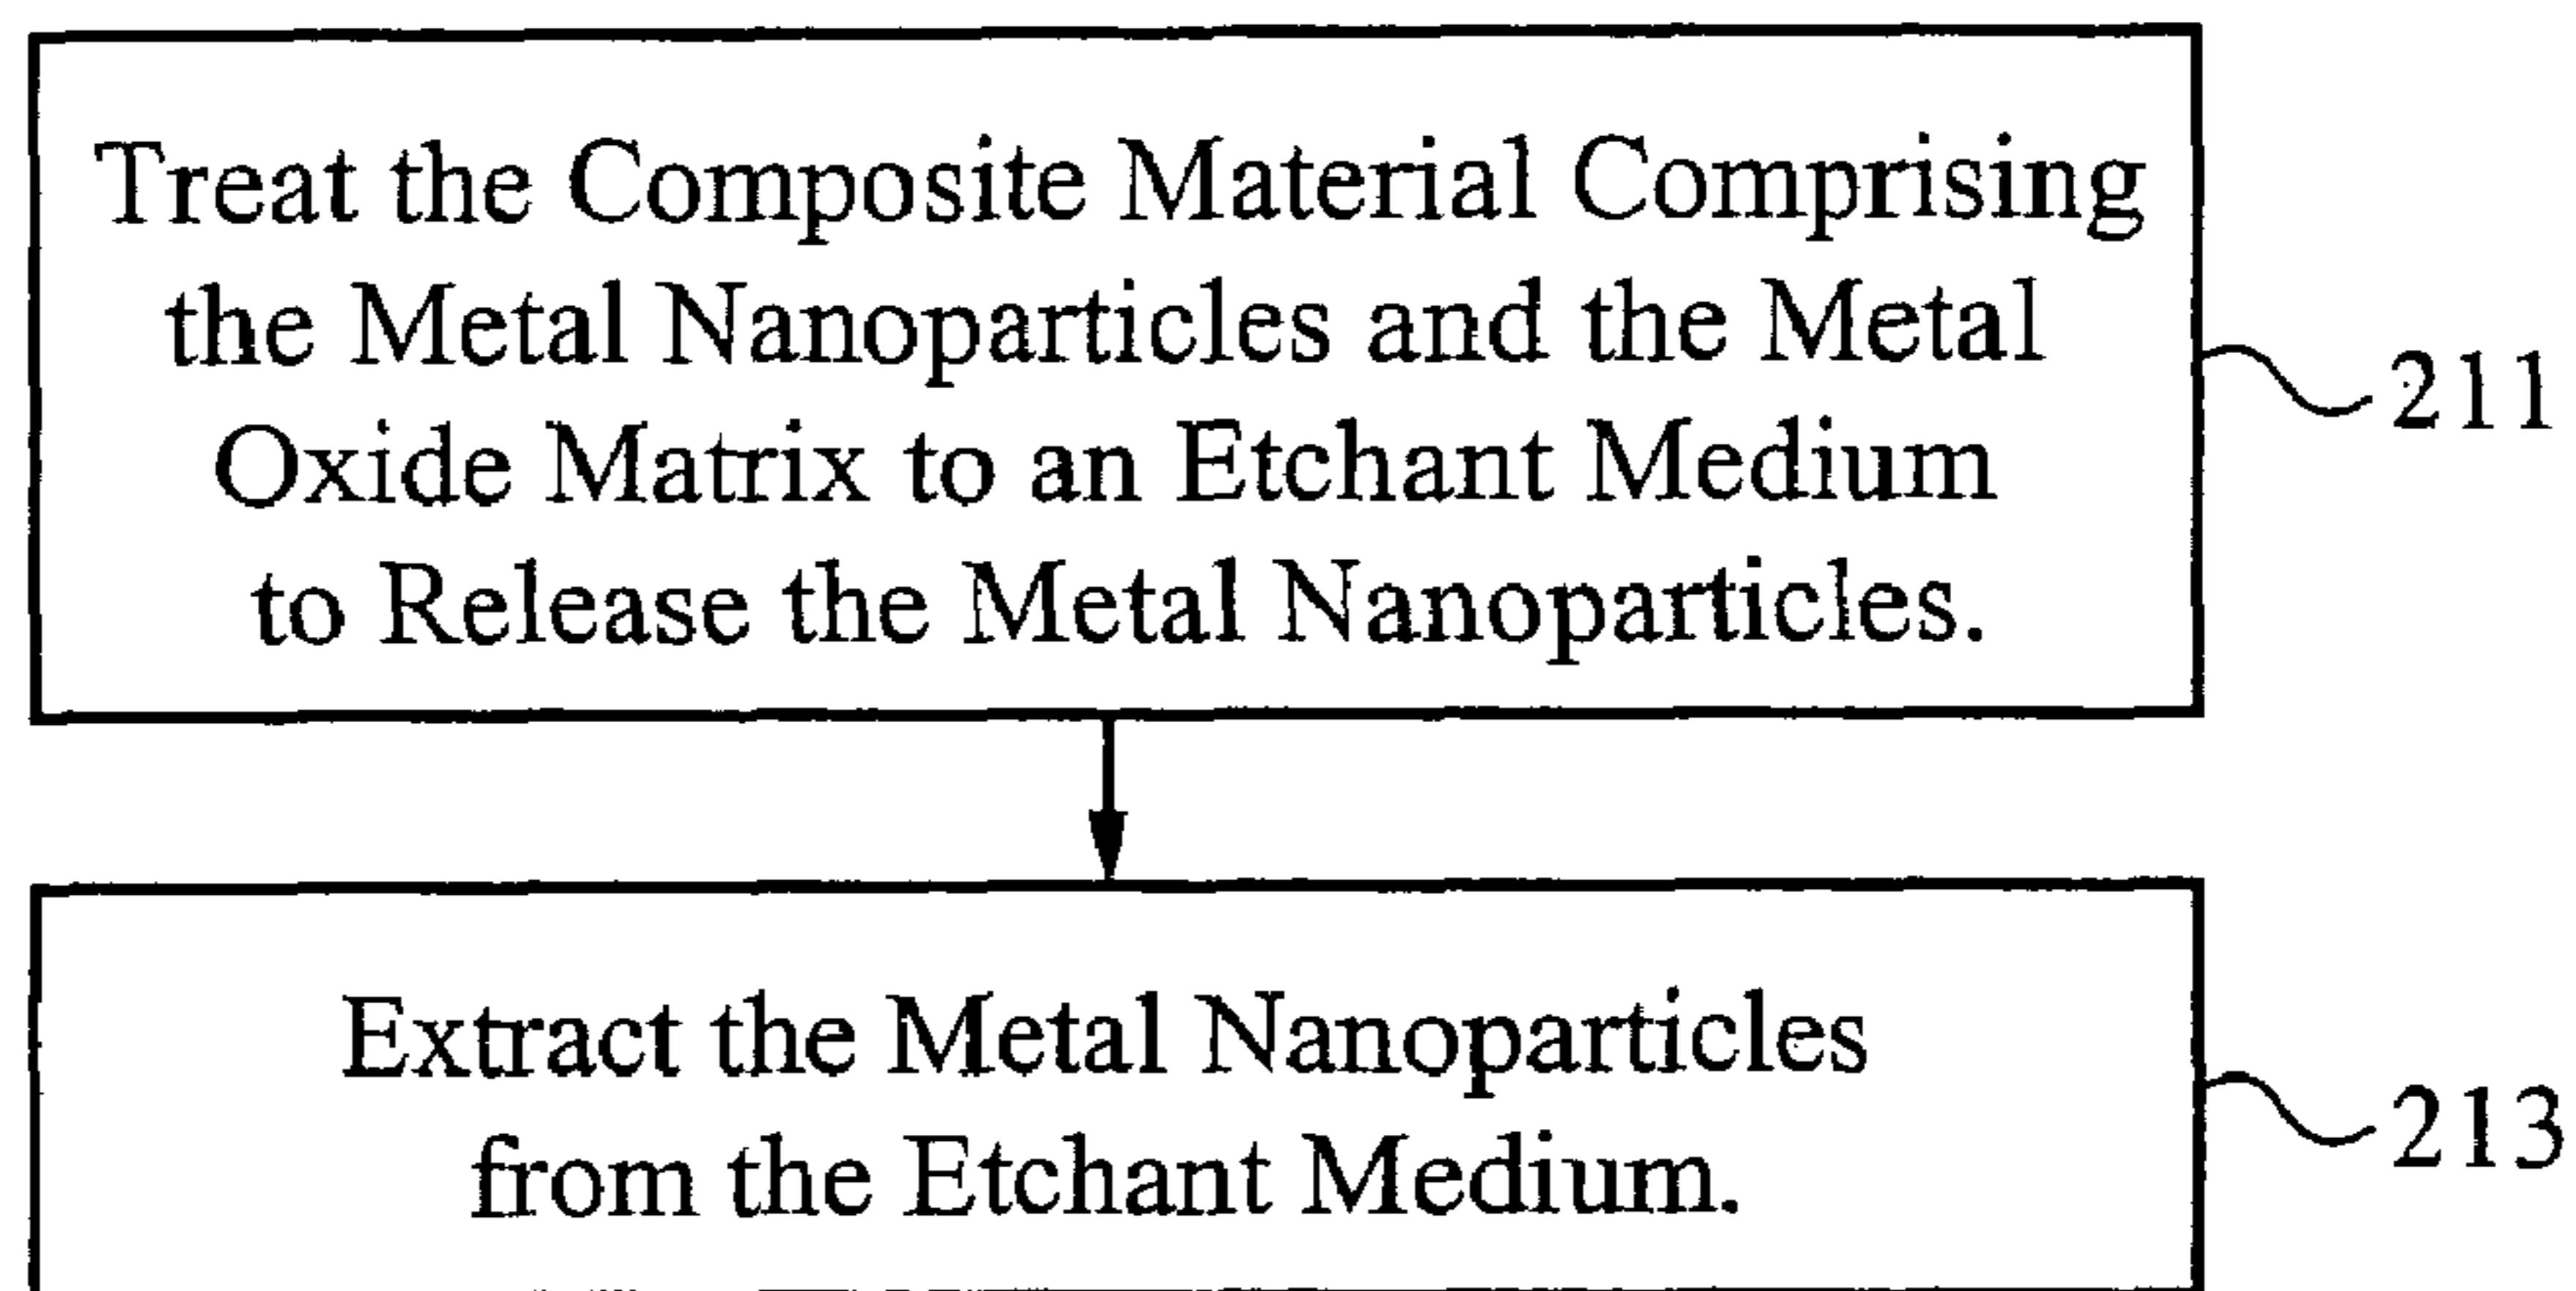 Treat the Composite Material Comprising
the Metal Nanoparticles and the Metal
Oxide Matrix to an Etchant Medium
to Release the Metal Nanoparticles.
211
Extract the Metal Nanoparticles
from the Etchant Medium.
213